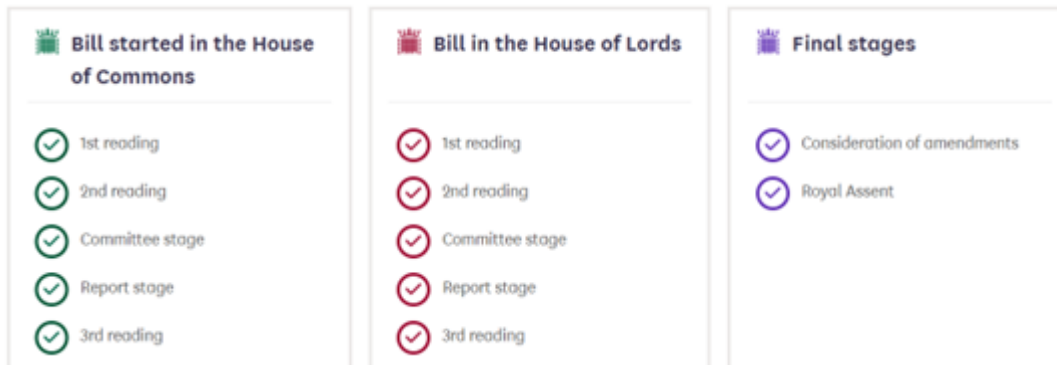 Bill started in the House
of Commons
1st reading
2nd reading
Committee stage
Report stage
3rd reading
Bill in the House of Lords
1st reading
2nd reading
Committee stage
Report stage
3rd reading
Final stages
Consideration of amendments
Royal Assent